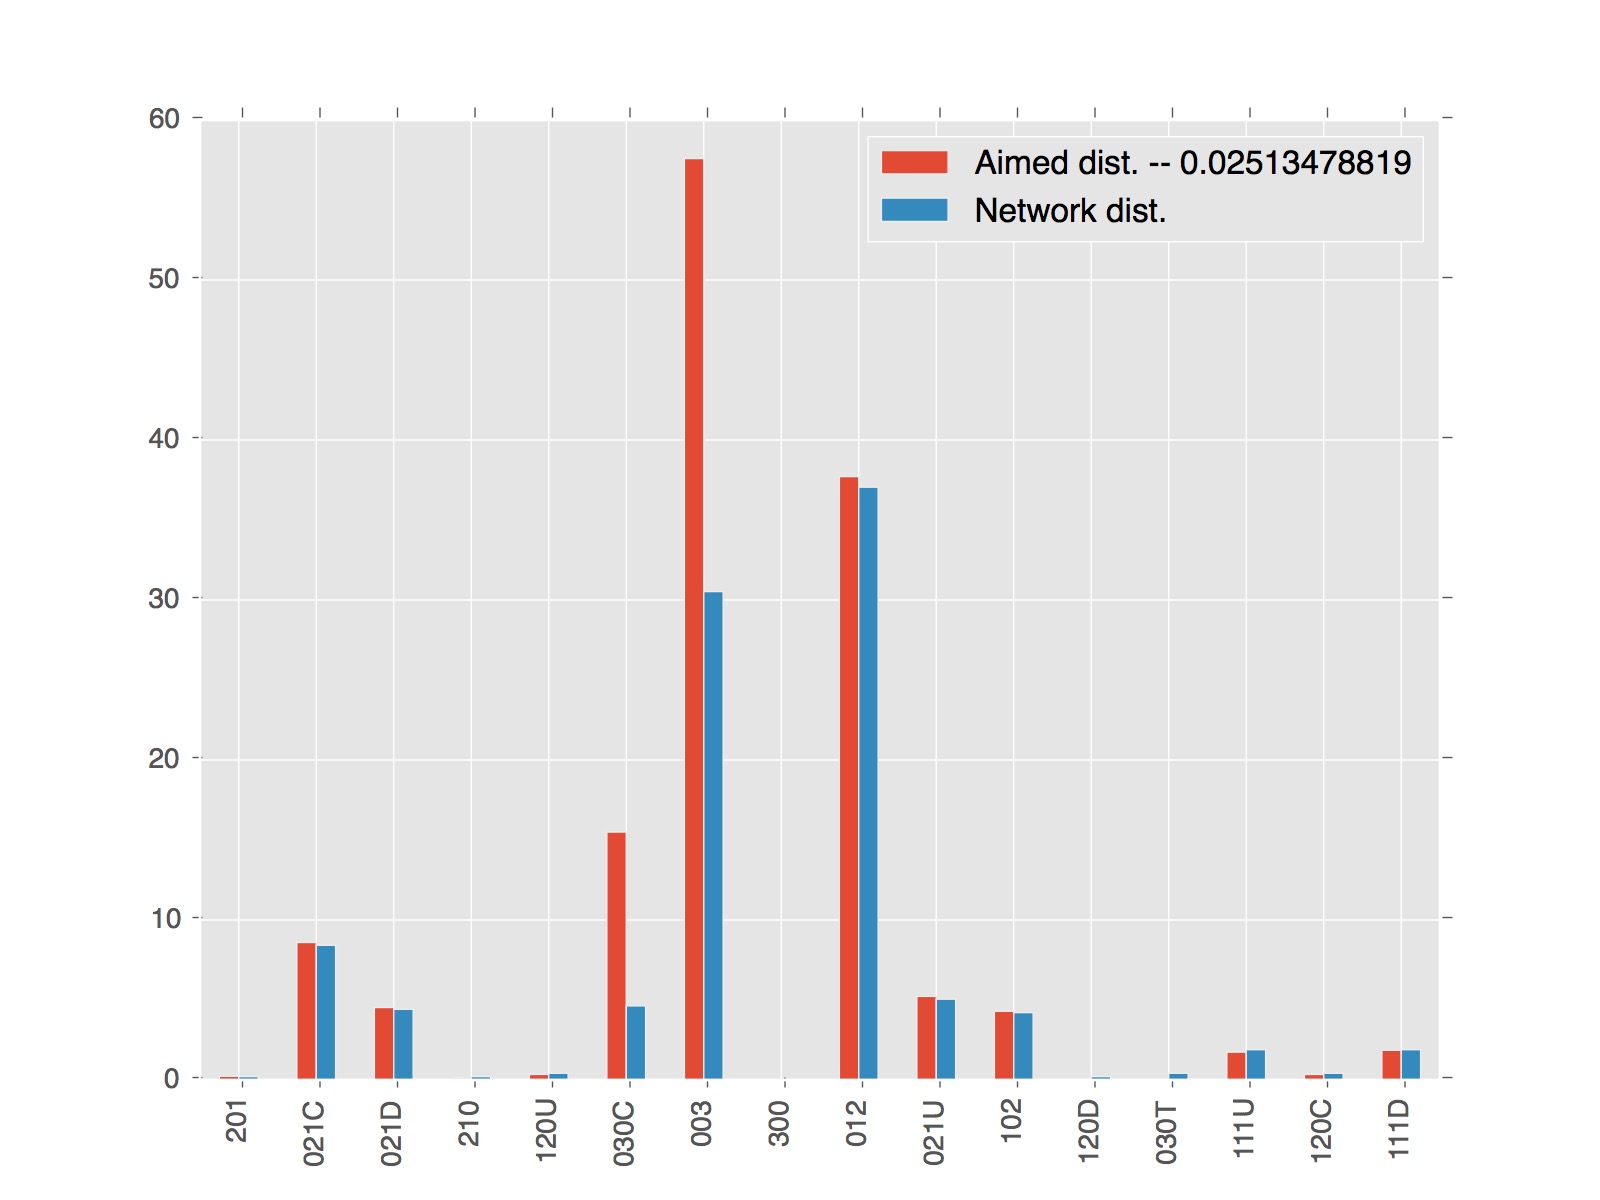 60
50
40
30
20
10
0
Aimed dist. -- 0.02513478819
Network dist.
201
021C
021D
210
120U
030C
003
300
012
021U
102
120D
030T
111U
120C
111D